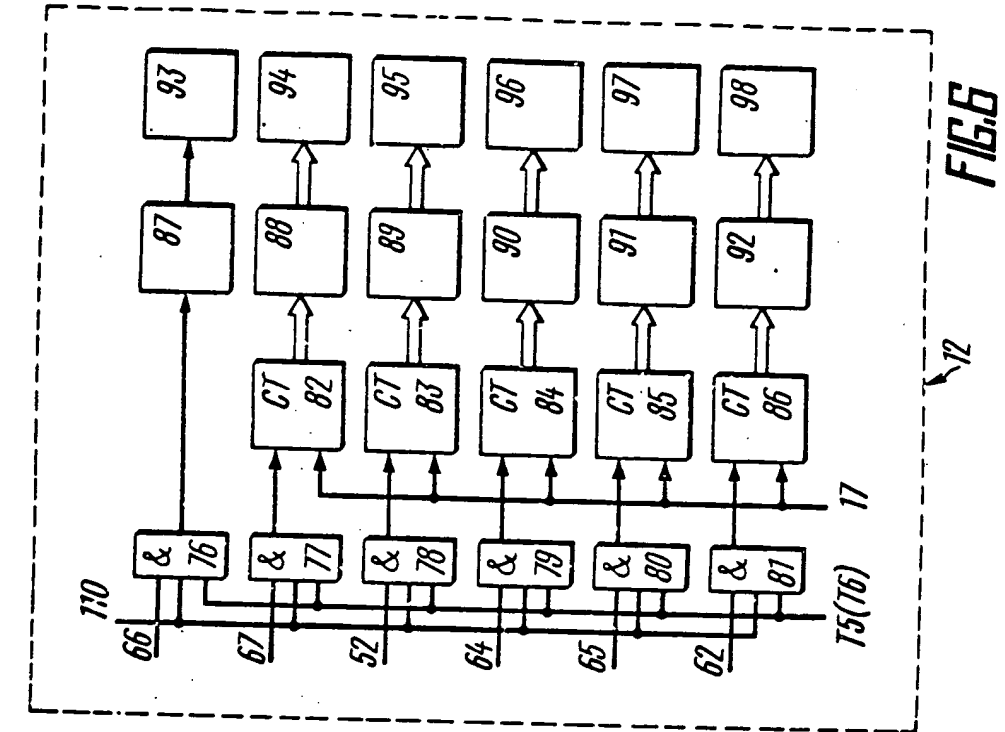 110
66 & 76 87 93
67 & 77 CT 82 88 94
52 & 78 CT 83 89 95
64 & 79 CT 84 90 96
65 & 80 CT 85 91 97
62 & 81 CT 86 92 98
T5(T6) 17
12
FIG.6